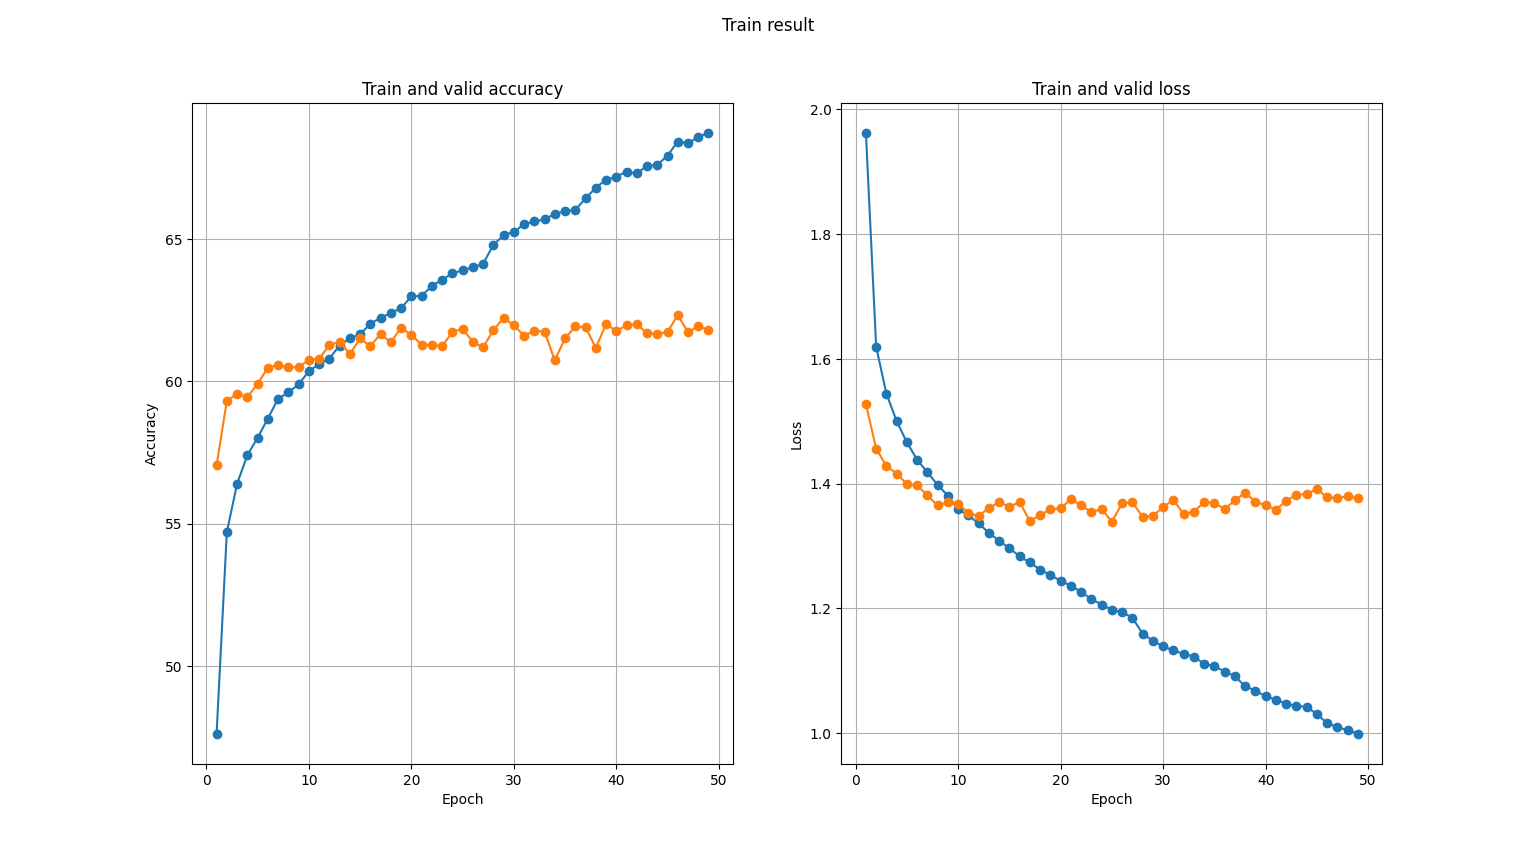 Train result
Train and valid accuracy
Accuracy
65
60
55
50
0 10 20 30 40 50
Epoch
Train and valid loss
Loss
2.0
1.8
1.6
1.4
1.2
1.0
0 10 20 30 40 50
Epoch